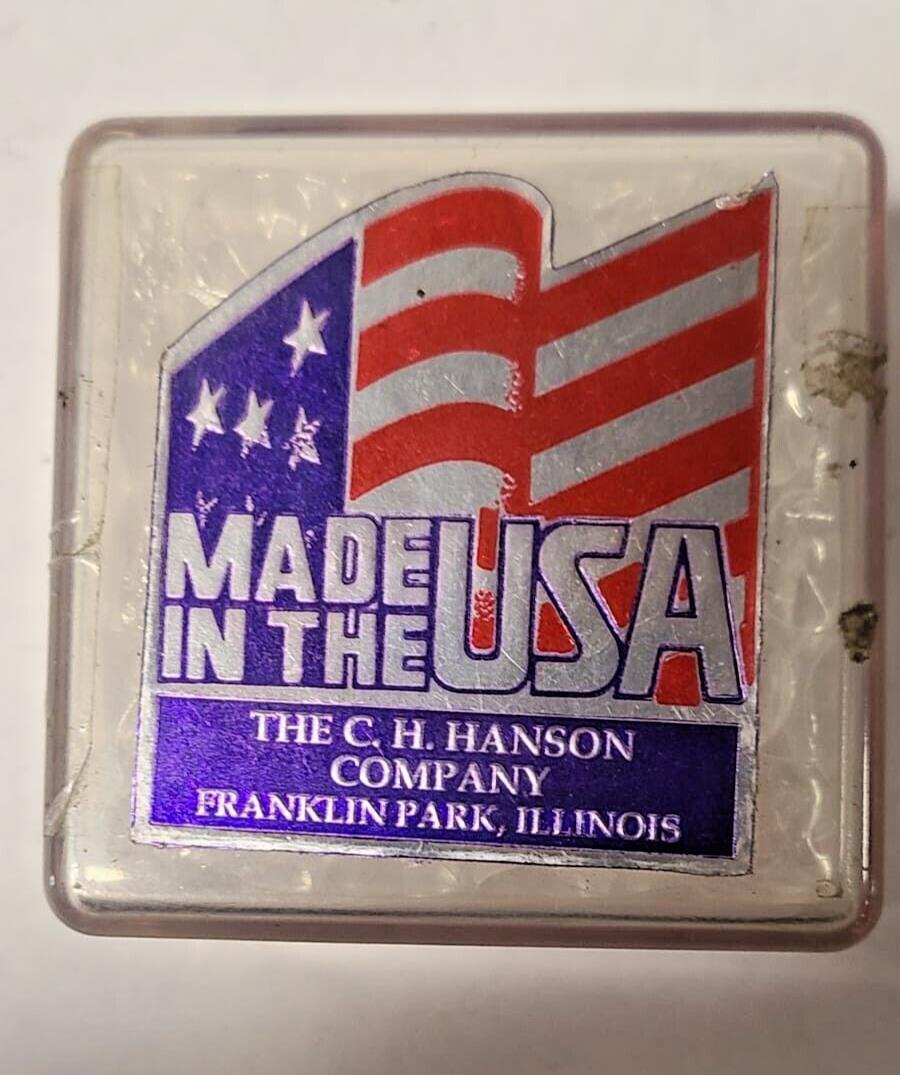 MADE
IN THE USA
THE C. H. HANSON
COMPANY
FRANKLIN PARK, ILLINOIS